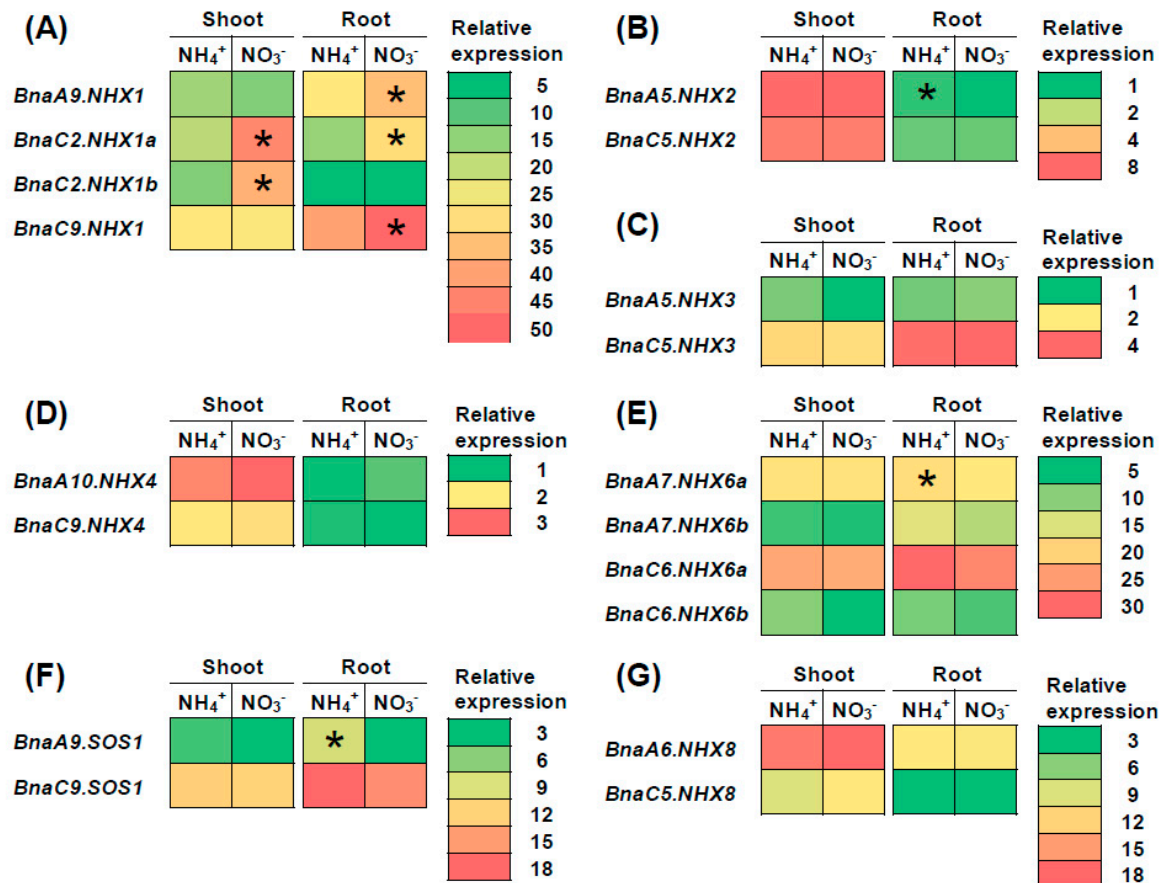 (A)
Shoot Root Relative
expression
NH₄⁺ NO₃⁻ NH₄⁺ NO₃⁻
BnaA9.NHX1 *
BnaC2.NHX1a * *
BnaC2.NHX1b *
BnaC9.NHX1 *
5
10
15
20
25
30
35
40
45
50
(B)
Shoot Root Relative
expression
NH₄⁺ NO₃⁻ NH₄⁺ NO₃⁻
BnaA5.NHX2 *
BnaC5.NHX2
1
2
4
8
(C)
Shoot Root Relative
expression
NH₄⁺ NO₃⁻ NH₄⁺ NO₃⁻
BnaA5.NHX3
BnaC5.NHX3
1
2
4
(D)
Shoot Root Relative
expression
NH₄⁺ NO₃⁻ NH₄⁺ NO₃⁻
BnaA10.NHX4
BnaC9.NHX4
1
2
3
(E)
Shoot Root Relative
expression
NH₄⁺ NO₃⁻ NH₄⁺ NO₃⁻
BnaA7.NHX6a *
BnaA7.NHX6b
BnaC6.NHX6a
BnaC6.NHX6b
5
10
15
20
25
30
(F)
Shoot Root Relative
expression
NH₄⁺ NO₃⁻ NH₄⁺ NO₃⁻
BnaA9.SOS1 *
BnaC9.SOS1
3
6
9
12
15
18
(G)
Shoot Root Relative
expression
NH₄⁺ NO₃⁻ NH₄⁺ NO₃⁻
BnaA6.NHX8
BnaC5.NHX8
3
6
9
12
15
18